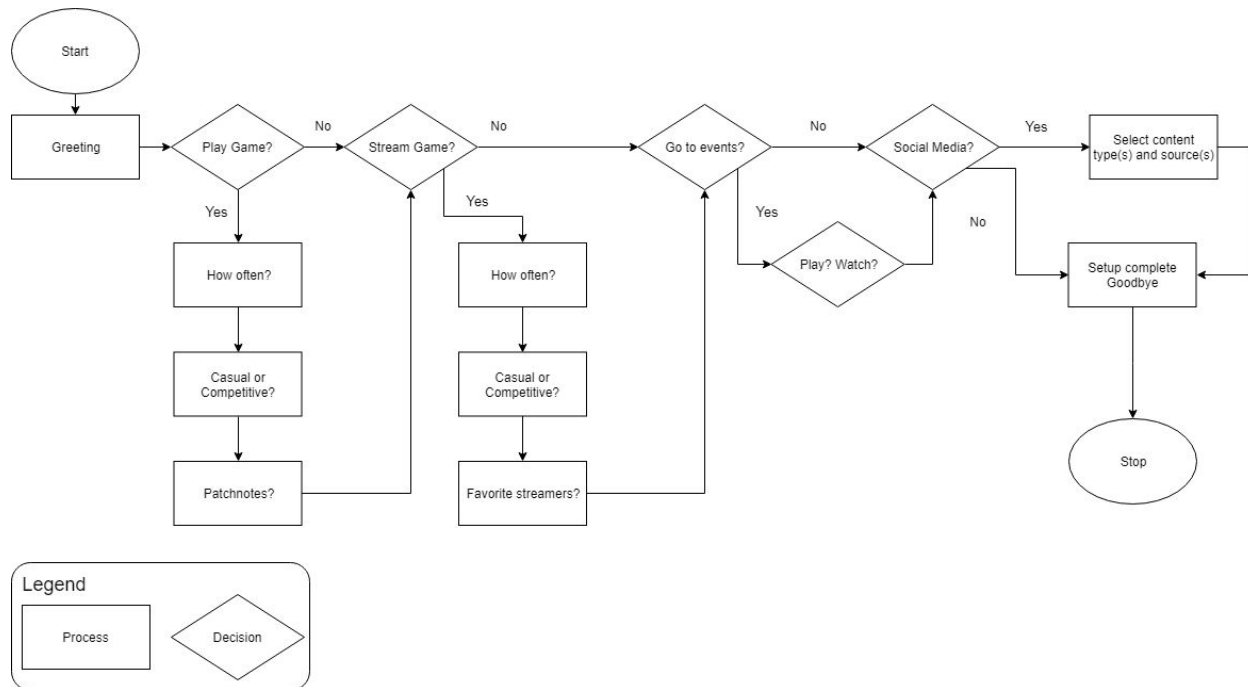 Start
Greeting
Play Game?
No
Stream Game?
No
Go to events?
No
Social Media?
Yes
Select content
type(s) and source(s)
Yes
Yes
Yes
No
How often?
How often?
Play? Watch?
Setup complete
Goodbye
Casual or
Competitive?
Casual or
Competitive?
Patchnotes?
Favorite streamers?
Stop
Legend
Process
Decision